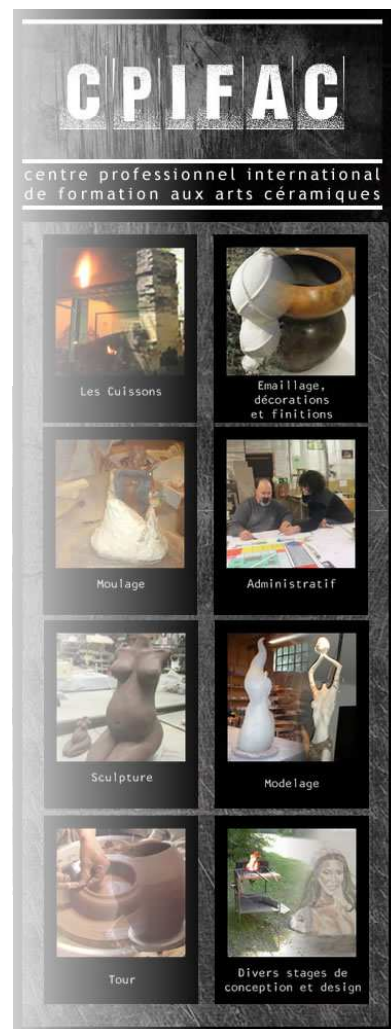 CPIFAC
centre professionnel international
de formation aux arts céramiques
Les Cuissons
Emaillage,
décorations
et finitions
Moulage
Administratif
Sculpture
Modelage
Tour
Divers stages de
conception et design